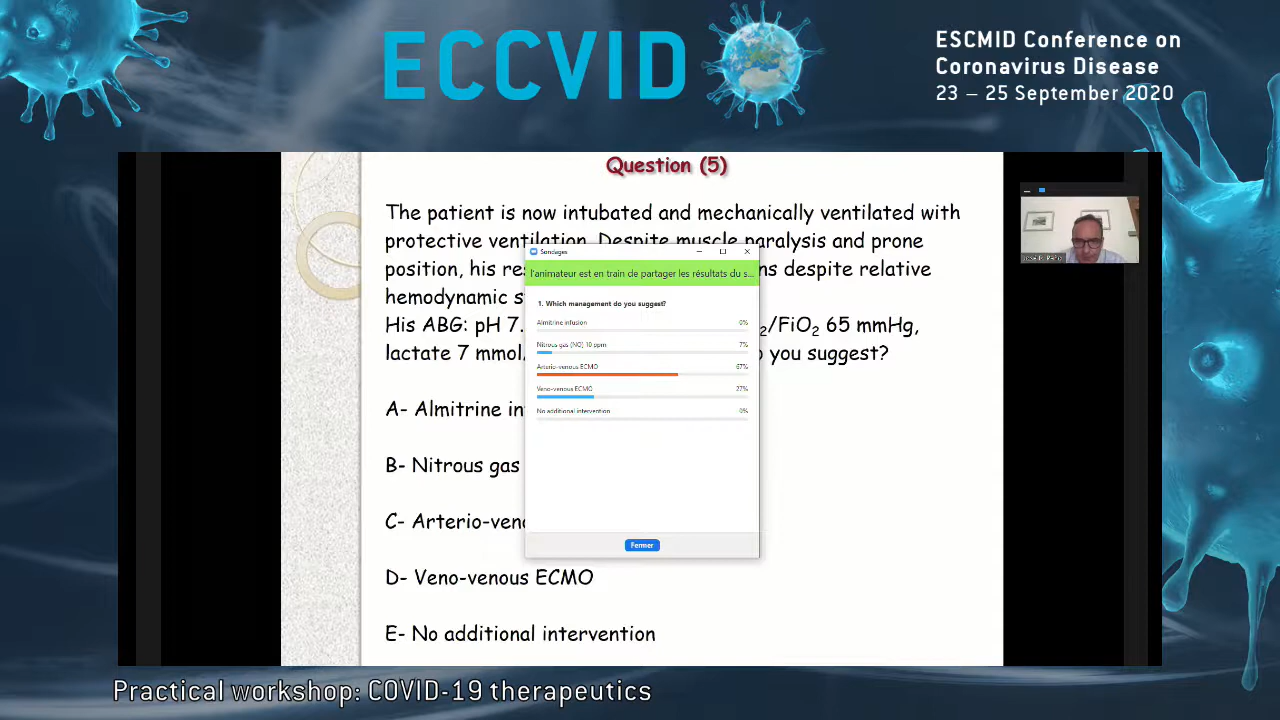 ECCVID
ESCMID Conference on
Coronavirus Disease
23 – 25 September 2020
Question (5)
The patient is now intubated and mechanically ventilated with
protective ventilation. Despite muscle paralysis and prone
position, his res
ns despite relative
hemodynamic s
His ABG: pH 7.
/FiO₂ 65 mmHg,
lactate 7 mmol
you suggest?
A- Almitrine in
B- Nitrous gas
C- Arterio-veno
D- Veno-venous ECMO
E- No additional intervention
Sondages
l'animateur est en train de partager les résultats du s...
1. Which management do you suggest?
Almitrine infusion 0%
Nitrous gas (NO) 10 ppm 7%
Arterio-venous ECMO 67%
Veno-venous ECMO 27%
No additional intervention 0%
Fermer
Practical workshop: COVID-19 therapeutics